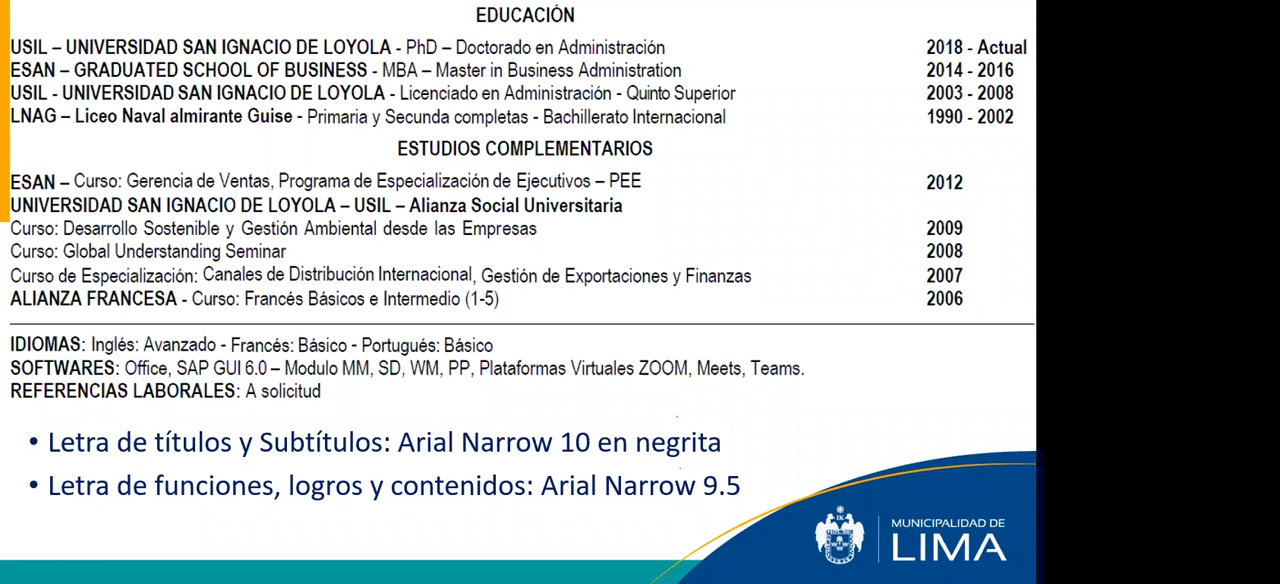 EDUCACIÓN
USIL – UNIVERSIDAD SAN IGNACIO DE LOYOLA - PhD – Doctorado en Administración 2018 - Actual
ESAN – GRADUATED SCHOOL OF BUSINESS - MBA – Master in Business Administration 2014 - 2016
USIL - UNIVERSIDAD SAN IGNACIO DE LOYOLA - Licenciado en Administración - Quinto Superior 2003 - 2008
LNAG – Liceo Naval almirante Guise - Primaria y Secunda completas - Bachillerato Internacional 1990 - 2002
ESTUDIOS COMPLEMENTARIOS
ESAN – Curso: Gerencia de Ventas, Programa de Especialización de Ejecutivos – PEE 2012
UNIVERSIDAD SAN IGNACIO DE LOYOLA – USIL – Alianza Social Universitaria
Curso: Desarrollo Sostenible y Gestión Ambiental desde las Empresas 2009
Curso: Global Understanding Seminar 2008
Curso de Especialización: Canales de Distribución Internacional, Gestión de Exportaciones y Finanzas 2007
ALIANZA FRANCESA - Curso: Francés Básicos e Intermedio (1-5) 2006
IDIOMAS: Inglés: Avanzado - Francés: Básico - Portugués: Básico
SOFTWARES: Office, SAP GUI 6.0 – Modulo MM, SD, WM, PP, Plataformas Virtuales ZOOM, Meets, Teams.
REFERENCIAS LABORALES: A solicitud
• Letra de títulos y Subtítulos: Arial Narrow 10 en negrita
• Letra de funciones, logros y contenidos: Arial Narrow 9.5
MUNICIPALIDAD DE
LIMA